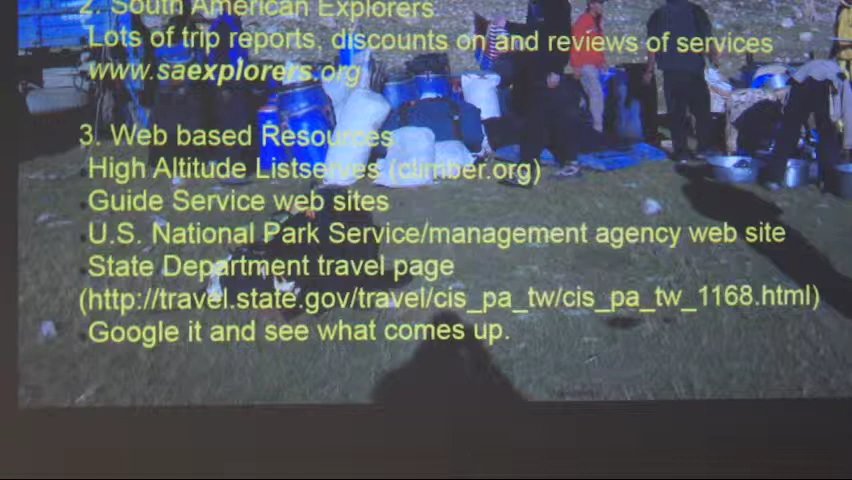 2. South American Explorers
Lots of trip reports, discounts on and reviews of services
www.saexplorers.org
3. Web based Resources
High Altitude Listserves (climber.org)
Guide Service web sites
U.S. National Park Service/management agency web site
State Department travel page
(http://travel.state.gov/travel/cis_pa_tw/cis_pa_tw_1168.html)
Google it and see what comes up.